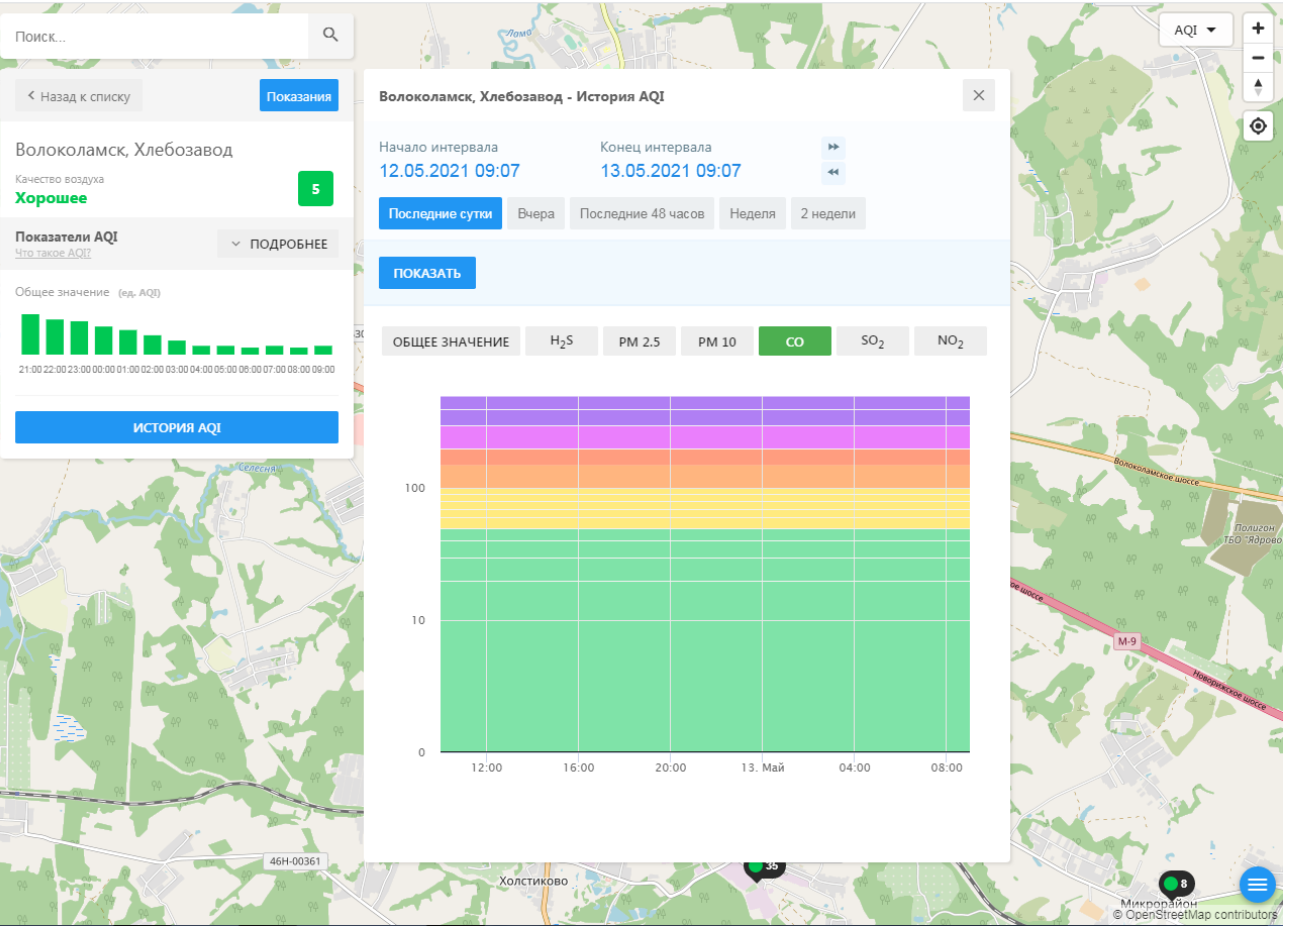 Поиск...
AQI
Лама
Назад к списку
Показания
Волоколамск, Хлебозавод
Качество воздуха
Хорошее
5
Показатели AQI
Что такое AQI?
ПОДРОБНЕЕ
Общее значение (ед. AQI)
21:00 22:00 23:00 00:00 01:00 02:00 03:00 04:00 05:00 06:00 07:00 08:00 09:00
ИСТОРИЯ AQI
Волоколамск, Хлебозавод - История AQI
Начало интервала
Конец интервала
12.05.2021 09:07
13.05.2021 09:07
Последние сутки
Вчера
Последние 48 часов
Неделя
2 недели
ПОКАЗАТЬ
ОБЩЕЕ ЗНАЧЕНИЕ
H₂S
PM 2.5
PM 10
CO
SO₂
NO₂
100
10
0
12:00
16:00
20:00
13. Май
04:00
08:00
Селесня
Волоколамское шоссе
Полигон
ТБО "Ядрово
ое шоссе
М-9
Новорижское шоссе
46Н-00361
Холстиково
35
8
Микрорайон
© OpenStreetMap contributors